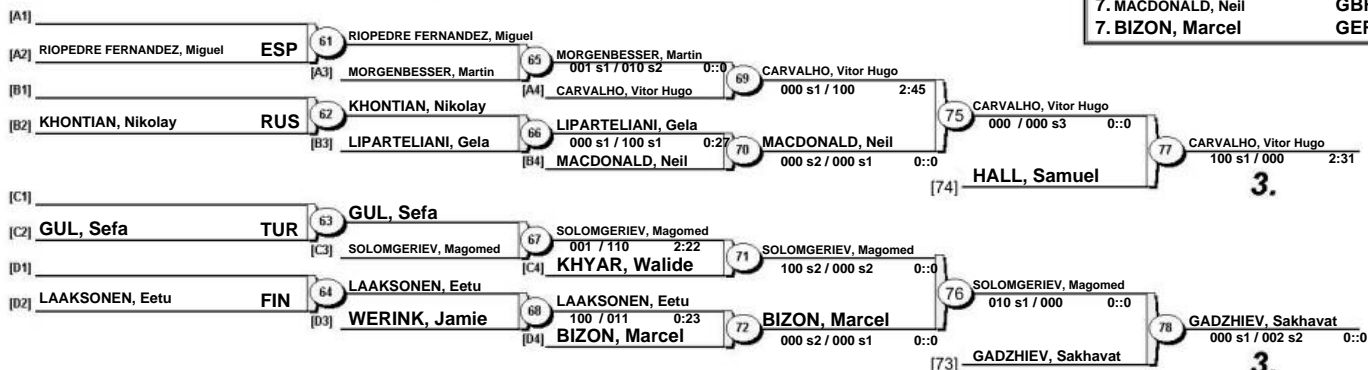 7. MACDONALD, Neil GB
7. BIZON, Marcel GE
[A1]
[A2] RIOPEDRE FERNANDEZ, Miguel ESP
61
RIOPEDRE FERNANDEZ, Miguel
[A3] MORGENBESSER, Martin
65
MORGENBESSER, Martin
001 s1 / 010 s2 0::0
[A4] CARVALHO, Vitor Hugo
69
CARVALHO, Vitor Hugo
000 s1 / 100 2:45
[B1]
[B2] KHONTIAN, Nikolay RUS
62
KHONTIAN, Nikolay
[B3] LIPARTELIANI, Gela
66
LIPARTELIANI, Gela
000 s1 / 100 s1 0:27
[B4] MACDONALD, Neil
70
MACDONALD, Neil
000 s2 / 000 s1 0::0
75
CARVALHO, Vitor Hugo
000 / 000 s3 0::0
[74] HALL, Samuel
77
CARVALHO, Vitor Hugo
100 s1 / 000 2:31
3.
[C1]
[C2] GUL, Sefa TUR
63
GUL, Sefa
[C3] SOLOMGERIEV, Magomed
67
SOLOMGERIEV, Magomed
001 / 110 2:22
[C4] KHYAR, Walide
71
SOLOMGERIEV, Magomed
100 s2 / 000 s2 0::0
[D1]
[D2] LAAKSONEN, Eetu FIN
64
LAAKSONEN, Eetu
[D3] WERINK, Jamie
68
LAAKSONEN, Eetu
100 / 011 0:23
[D4] BIZON, Marcel
72
BIZON, Marcel
000 s2 / 000 s1 0::0
76
SOLOMGERIEV, Magomed
010 s1 / 000 0::0
[73] GADZHIEV, Sakhavat
78
GADZHIEV, Sakhavat
000 s1 / 002 s2 0::0
3.